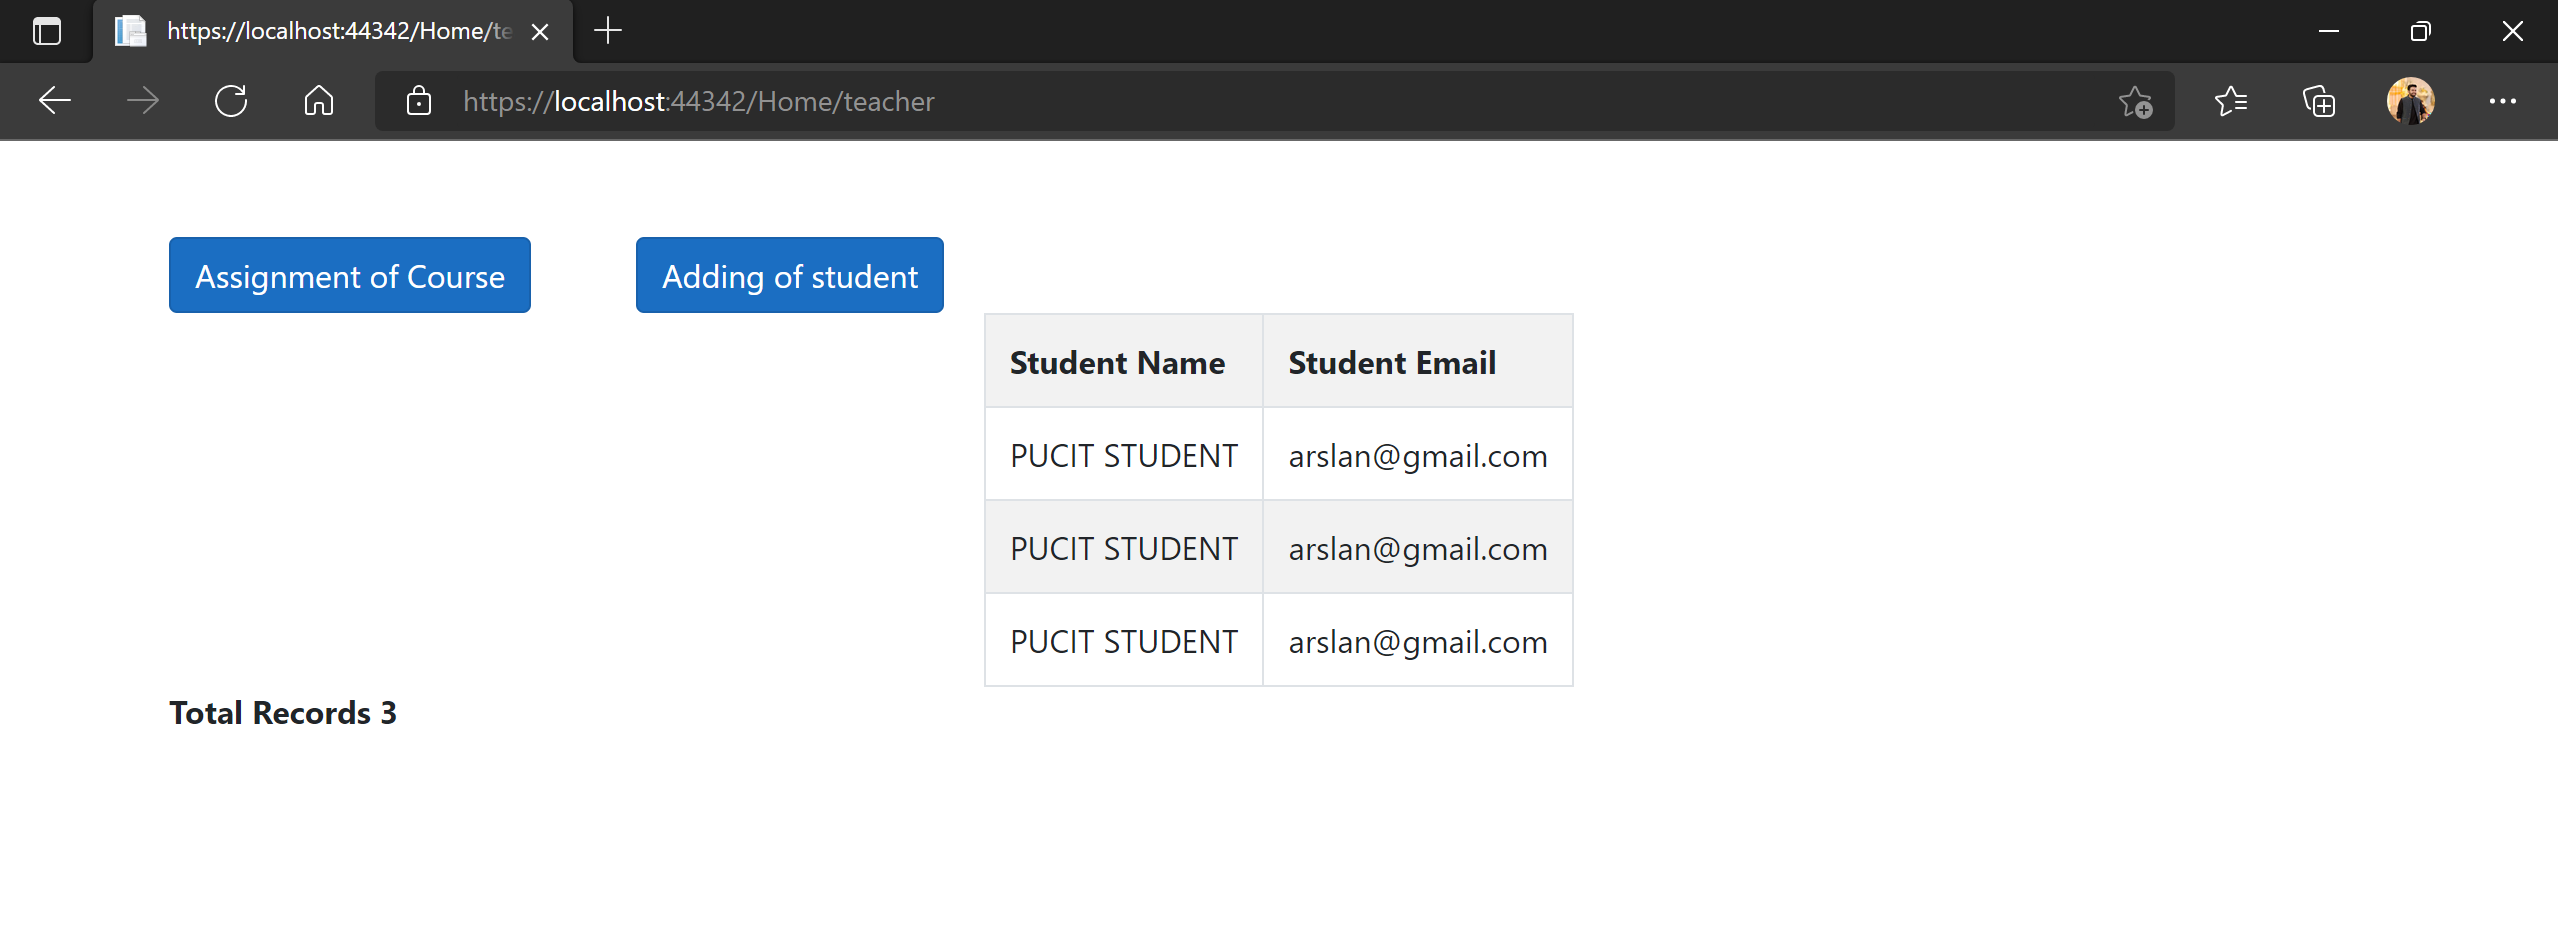 https://localhost:44342/Home/te
https://localhost:44342/Home/teacher
Assignment of Course
Adding of student
Student Name Student Email
PUCIT STUDENT arslan@gmail.com
PUCIT STUDENT arslan@gmail.com
PUCIT STUDENT arslan@gmail.com
Total Records 3